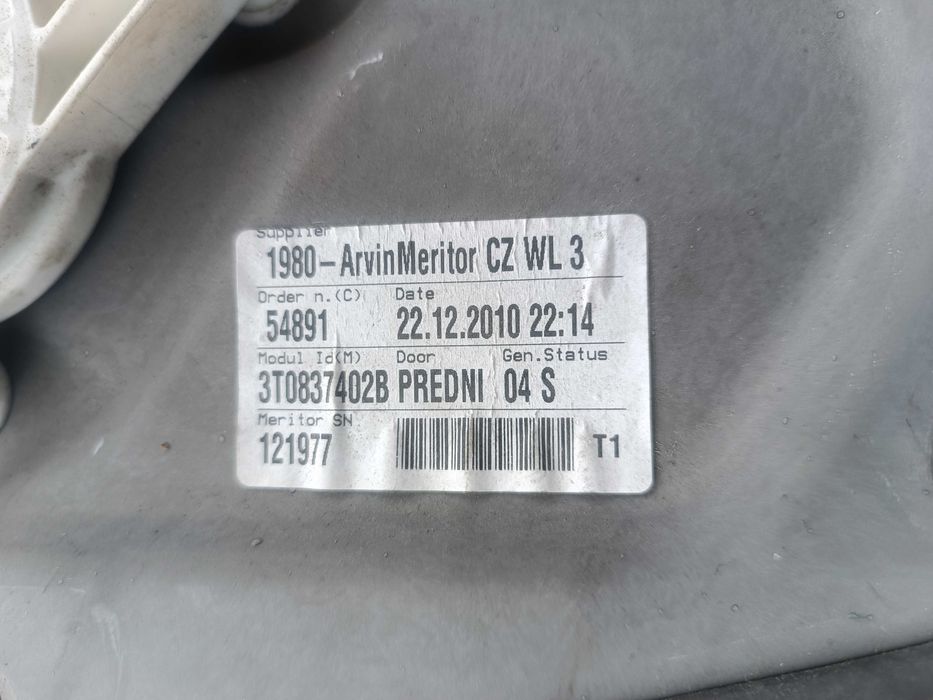 Supplier
1980-ArvinMeritor CZ WL 3
Order n.(C) Date
54891 22.12.2010 22:14
Modul Id(M) Door Gen.Status
3T0837402B PREDNI 04 S
Meritor SN
121977 T1